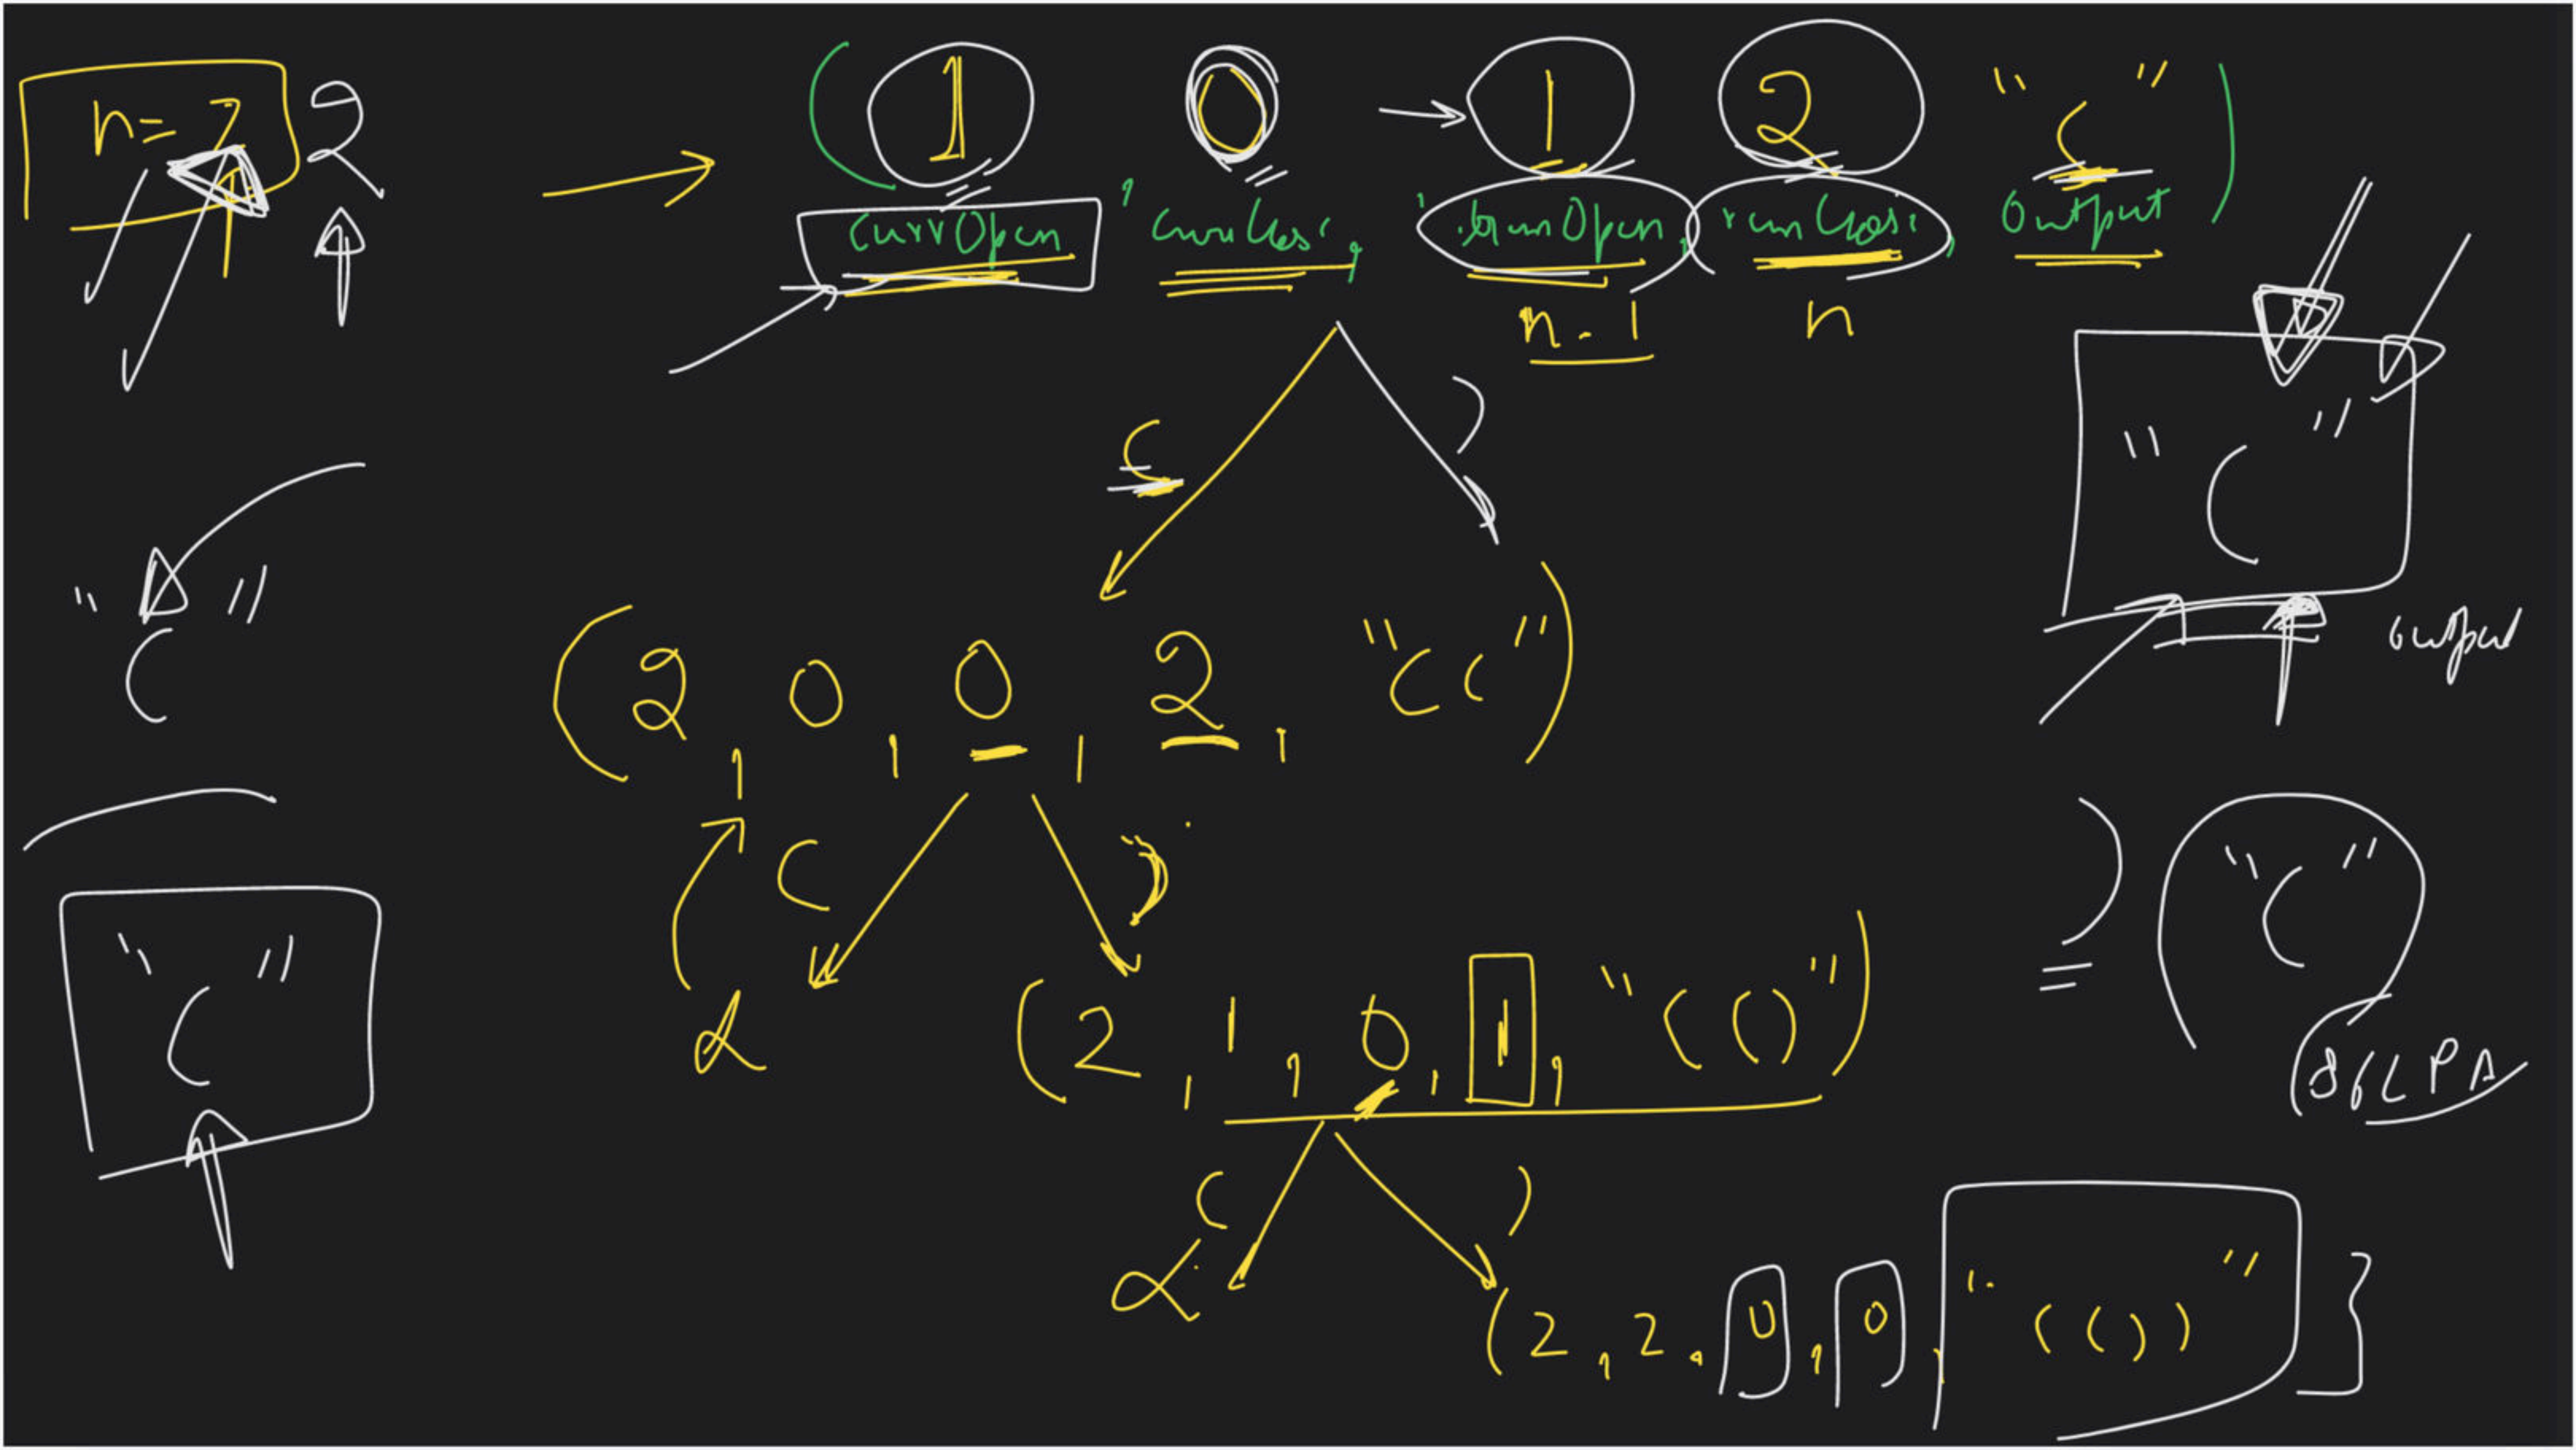 n= 2 2
1 0 1 2 " ( "
( currOpen , currClose , remOpen , remClose , output )
n-1 n
( )
" ( "
" ( "
(2, 0, 0, 2, "((")
output
( )
" ( "
" ( "
(2, 1, 0, 1, "(()")
( )
(2, 2, 0, 0, "(())" }